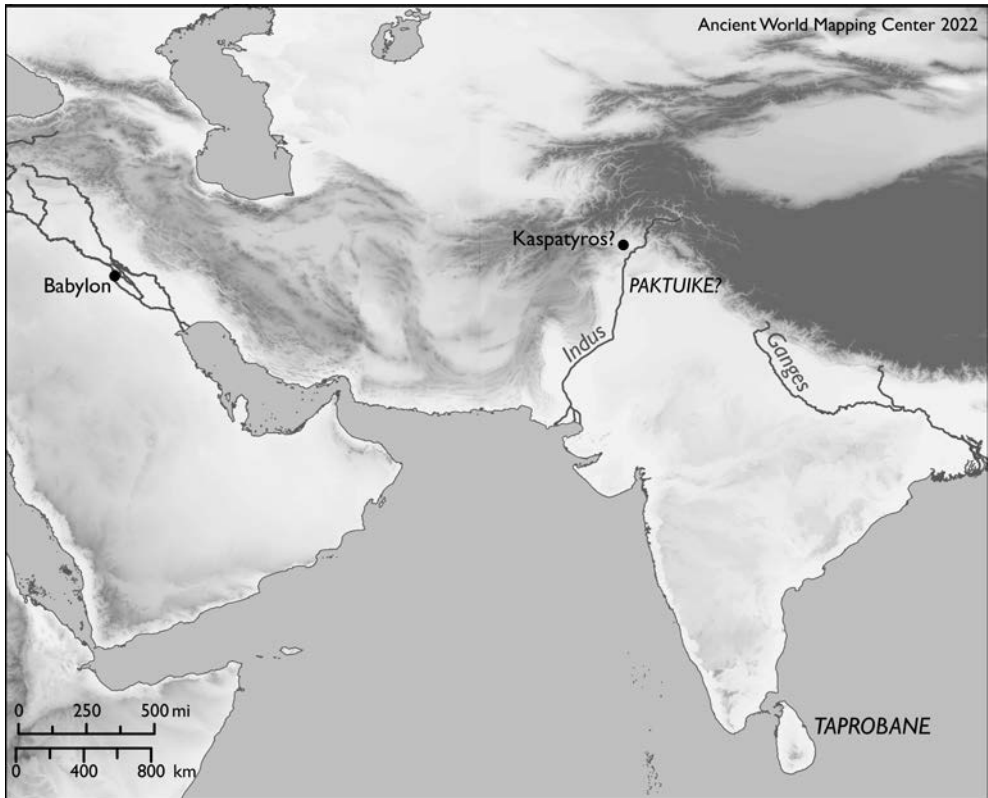 Ancient World Mapping Center 2022
Kaspatyros?
Babylon
PAKTUIKE?
Indus
Ganges
0 250 500 mi
0 400 800 km
TAPROBANE